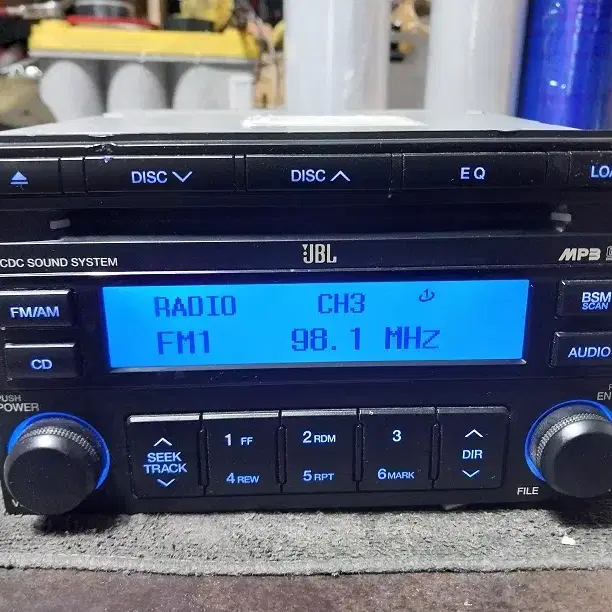 DISC DISC EQ
CDC SOUND SYSTEM JBL MP3
FM/AM
CD
RADIO CH3
FM1 98.1 MHz
BSM
SCAN
AUDIO
PUSH
POWER
SEEK
TRACK
1 FF 2 RDM 3
4 REW 5 RPT 6 MARK
DIR
FILE